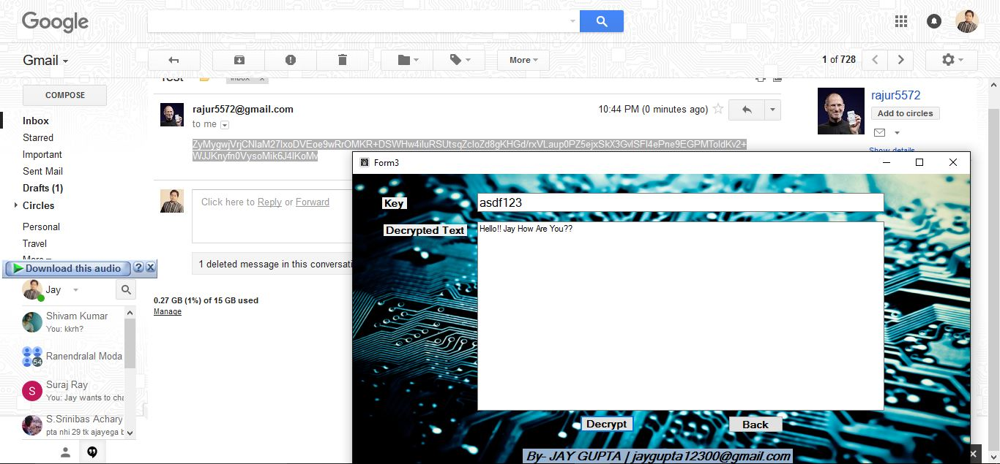 Google
Gmail
More
1 of 728
COMPOSE
Inbox
Starred
Important
Sent Mail
Drafts (1)
Circles
Personal
Travel
More
Download this audio ? X
Jay
Shivam Kumar
You: kkrh?
Ranendralal Moda
54
S
Suraj Ray
You: Jay wants to cha
S.Srinibas Achary
pta nhi 29 tk ajayega b
Test
Inbox x
rajur5572@gmail.com
10:44 PM (0 minutes ago)
to me
Click here to Reply or Forward
1 deleted message in this conversati
0.27 GB (1%) of 15 GB used
Manage
rajur5572
Add to circles
Show details
Form3
Key
asdf123
Decrypted Text
Hello!! Jay How Are You??
Decrypt
Back
By- JAY GUPTA | jaygupta12300@gmail.com